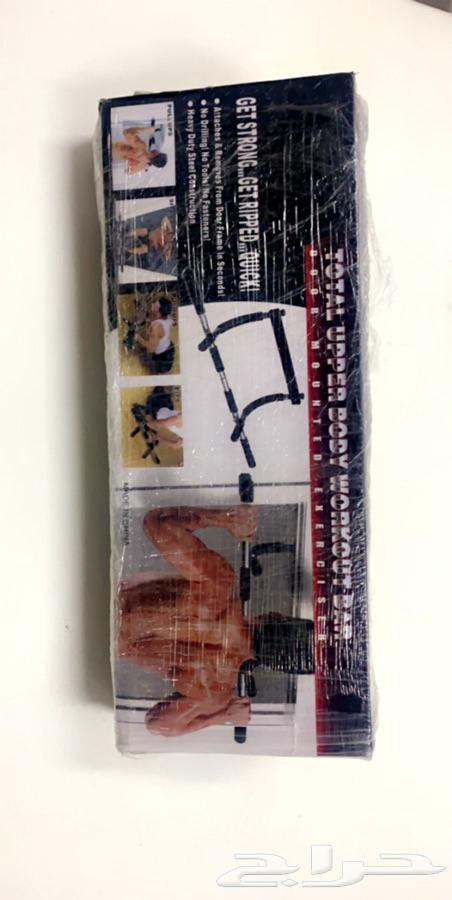 TOTAL UPPER BODY WORKOUT BAR
DOOR MOUNTED EXERCISER
GET STRONG...GET RIPPED...QUICK!
• Attaches & Removes From Door Frame In Seconds!
• No Drilling! No Tools! No Fasteners!
• Heavy Duty Steel Construction
PULL UPS
MADE IN CHINA
حراج